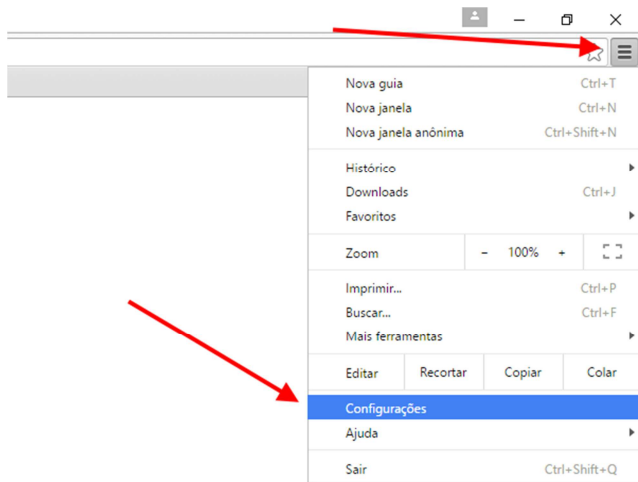 Nova guia Ctrl+T
Nova janela Ctrl+N
Nova janela anônima Ctrl+Shift+N
Histórico
Downloads Ctrl+J
Favoritos
Zoom - 100% +
Imprimir... Ctrl+P
Buscar... Ctrl+F
Mais ferramentas
Editar Recortar Copiar Colar
Configurações
Ajuda
Sair Ctrl+Shift+Q